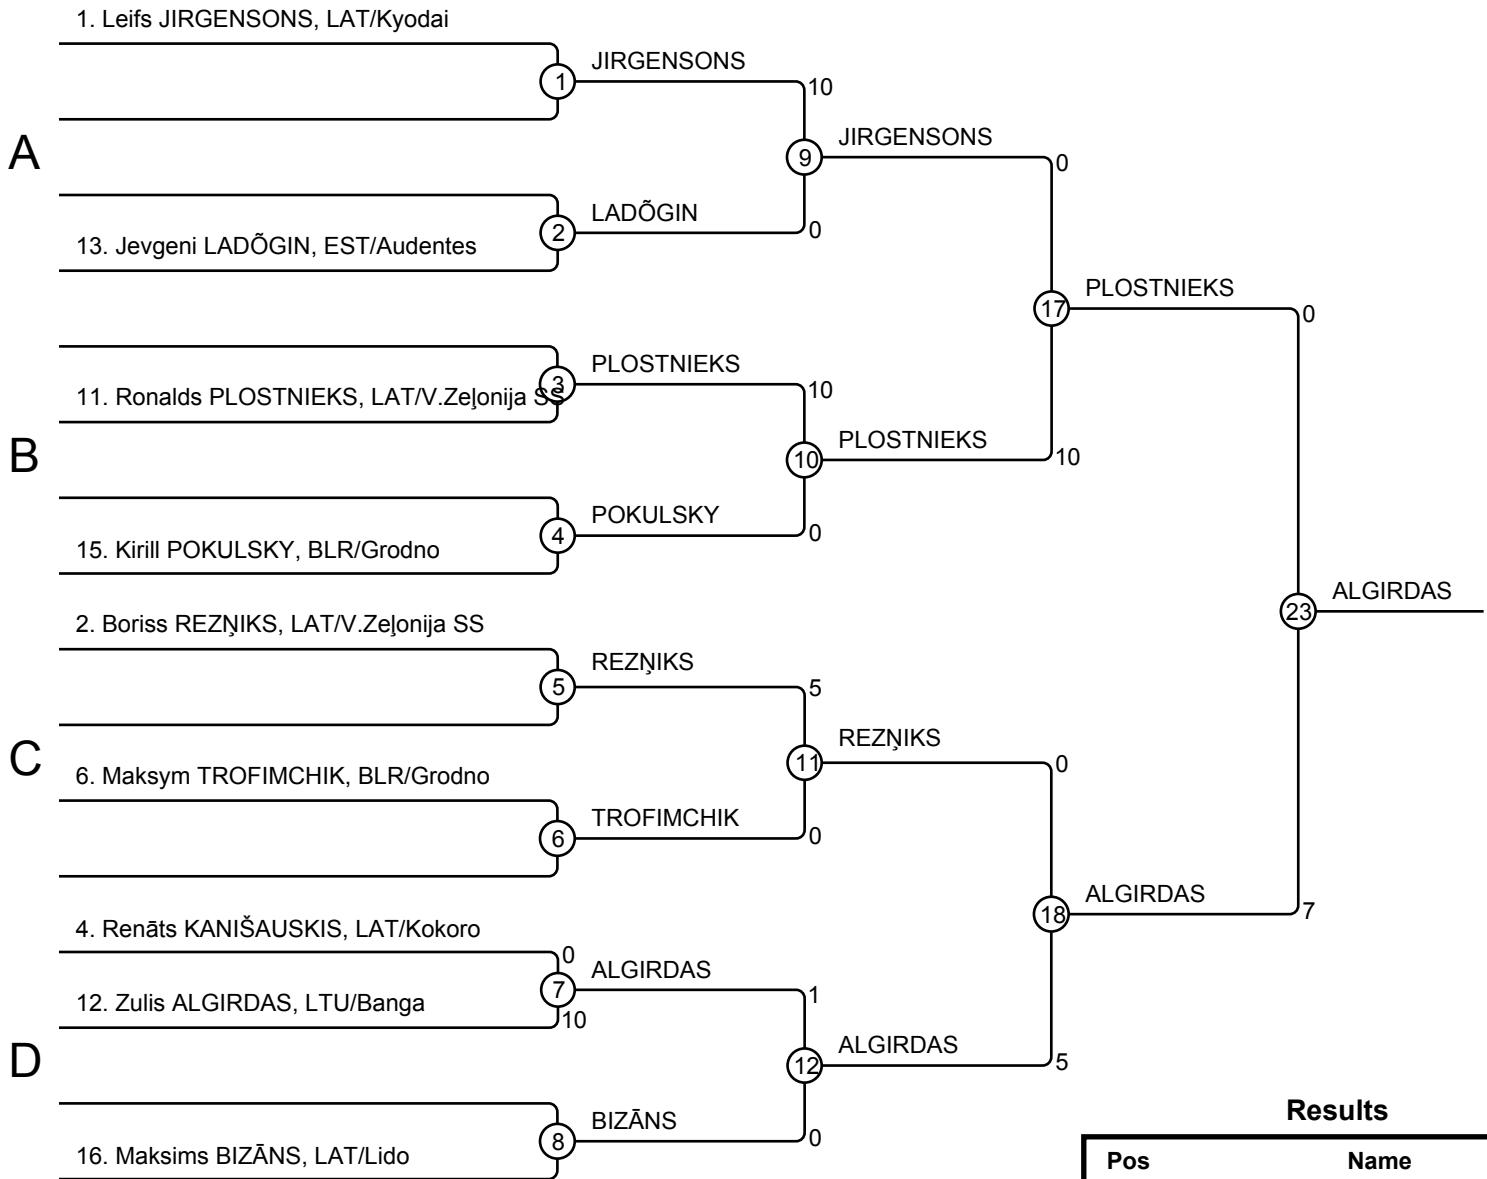 1. Leifs JIRGENSONS, LAT/Kyodai
JIRGENSONS
1
10
A
JIRGENSONS
9
0
LADÕGIN
2
0
13. Jevgeni LADÕGIN, EST/Audentes
PLOSTNIEKS
17
0
PLOSTNIEKS
3
10
11. Ronalds PLOSTNIEKS, LAT/V.Zeļonija SS
B
PLOSTNIEKS
10
10
POKULSKY
4
0
15. Kirill POKULSKY, BLR/Grodno
ALGIRDAS
23
2. Boriss REZŅIKS, LAT/V.Zeļonija SS
REZŅIKS
5
5
C
REZŅIKS
11
0
6. Maksym TROFIMCHIK, BLR/Grodno
TROFIMCHIK
6
0
ALGIRDAS
18
7
4. Renāts KANIŠAUSKIS, LAT/Kokoro
0
ALGIRDAS
7
1
12. Zulis ALGIRDAS, LTU/Banga
10
D
ALGIRDAS
12
5
BIZĀNS
8
0
16. Maksims BIZĀNS, LAT/Lido
Results
Pos Name